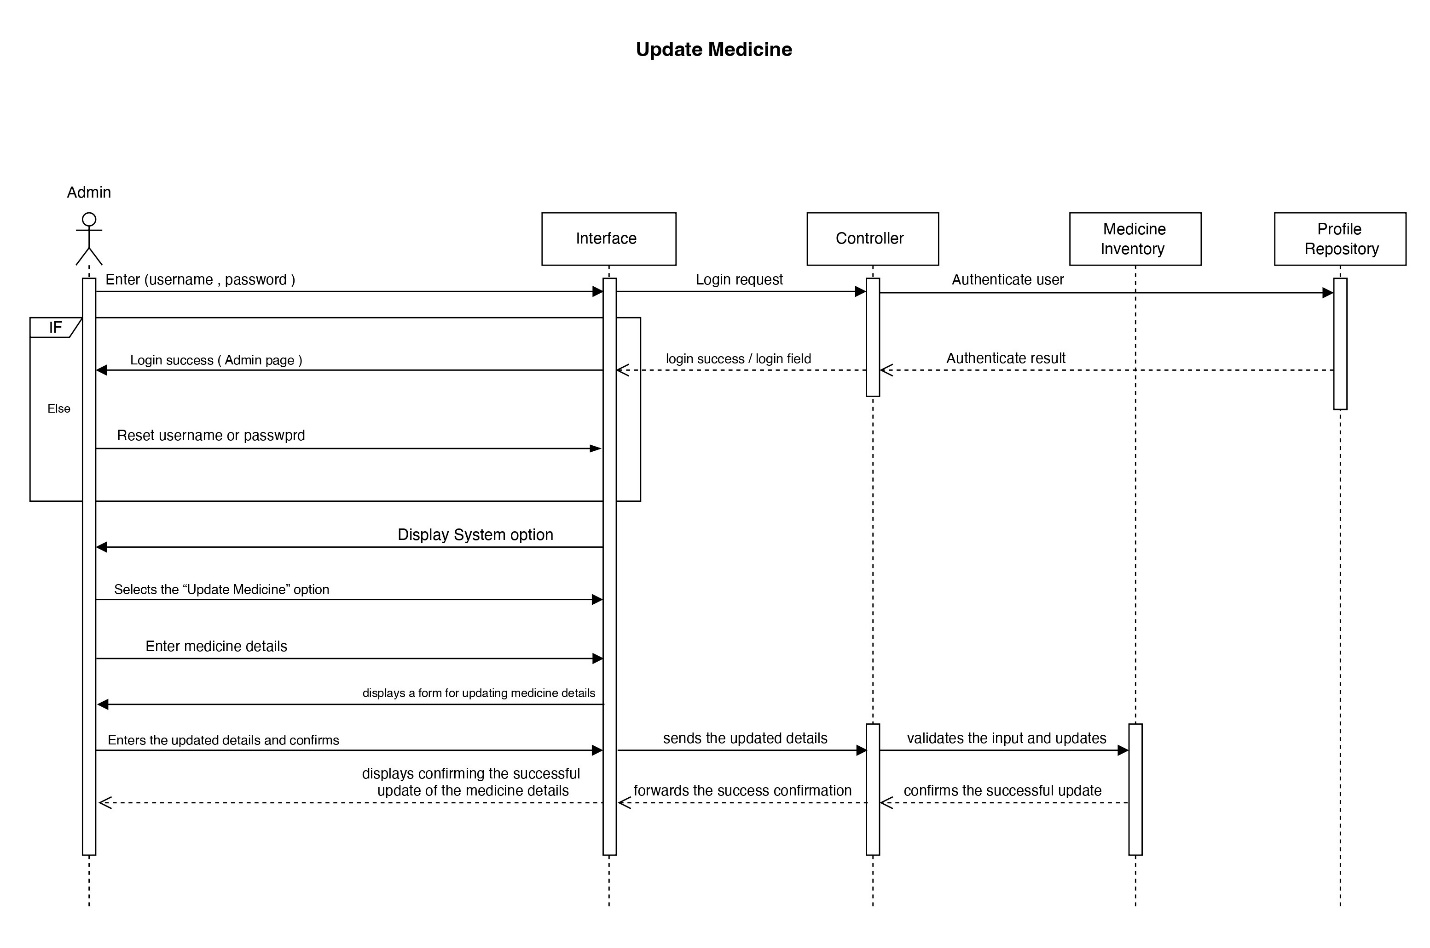 Update Medicine
Admin
Interface
Controller
Medicine
Inventory
Profile
Repository
Enter (username , password )
Login request
Authenticate user
IF
Login success ( Admin page )
login success / login field
Authenticate result
Else
Reset username or passwprd
Display System option
Selects the “Update Medicine” option
Enter medicine details
displays a form for updating medicine details
Enters the updated details and confirms
sends the updated details
validates the input and updates
displays confirming the successful
update of the medicine details
forwards the success confirmation
confirms the successful update